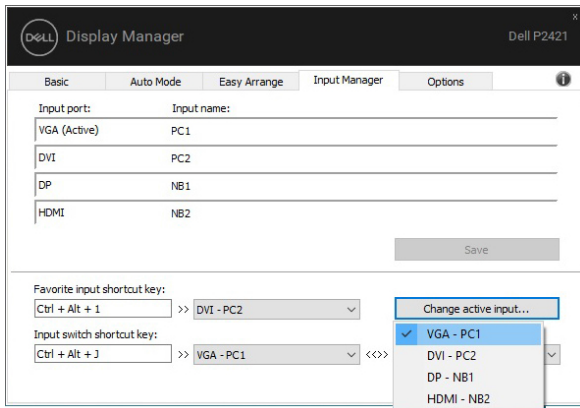 DELL Display Manager
Dell P2421
Basic Auto Mode Easy Arrange Input Manager Options
Input port: Input name:
VGA (Active) PC1
DVI PC2
DP NB1
HDMI NB2
Save
Favorite input shortcut key:
Ctrl + Alt + 1 >> DVI - PC2 Change active input...
Input switch shortcut key:
Ctrl + Alt + J >> VGA - PC1 <<>>
VGA - PC1
DVI - PC2
DP - NB1
HDMI - NB2